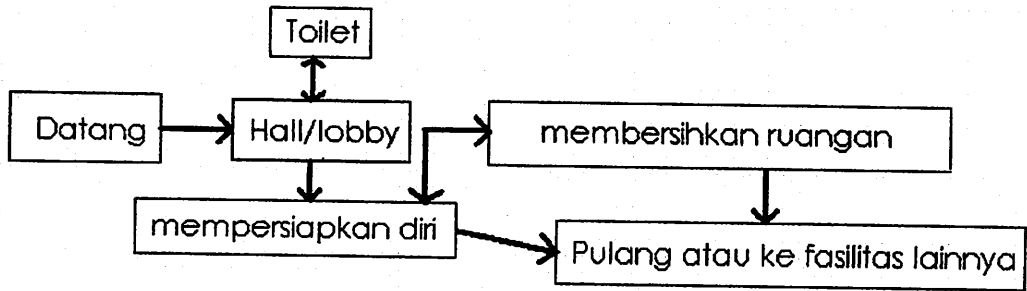 Toilet
Datang
Hall/lobby
membersihkan ruangan
mempersiapkan diri
Pulang atau ke fasilitas lainnya